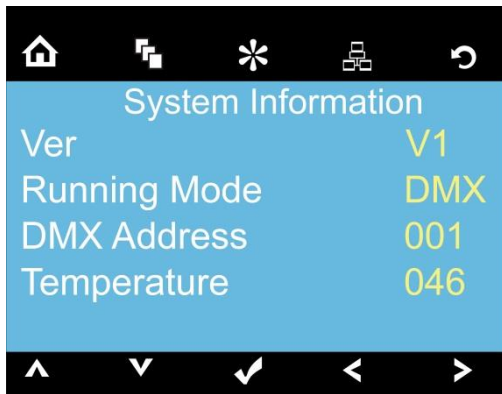 System Information
Ver V1
Running Mode DMX
DMX Address 001
Temperature 046